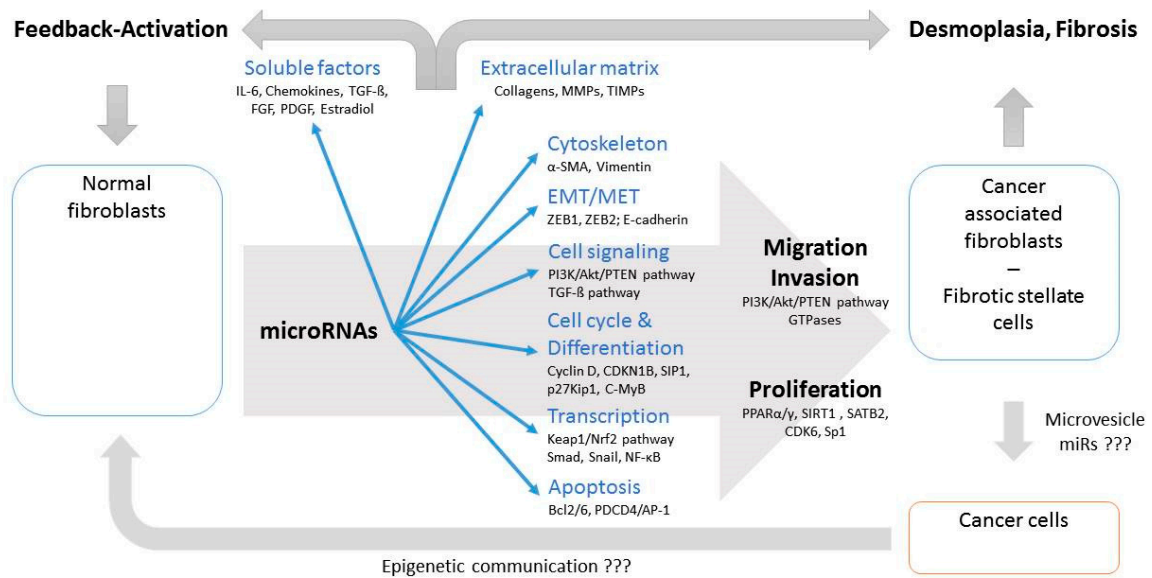 Feedback-Activation
Desmoplasia, Fibrosis
Soluble factors
IL-6, Chemokines, TGF-ß,
FGF, PDGF, Estradiol
Extracellular matrix
Collagens, MMPs, TIMPs
Normal
fibroblasts
Cytoskeleton
α-SMA, Vimentin
EMT/MET
ZEB1, ZEB2; E-cadherin
Cell signaling
PI3K/Akt/PTEN pathway
TGF-ß pathway
microRNAs
Cell cycle &
Differentiation
Cyclin D, CDKN1B, SIP1,
p27Kip1, C-MyB
Transcription
Keap1/Nrf2 pathway
Smad, Snail, NF-κB
Apoptosis
Bcl2/6, PDCD4/AP-1
Migration
Invasion
PI3K/Akt/PTEN pathway
GTPases
Proliferation
PPARα/γ, SIRT1 , SATB2,
CDK6, Sp1
Cancer
associated
fibroblasts
–
Fibrotic stellate
cells
Microvesicle
miRs ???
Cancer cells
Epigenetic communication ???